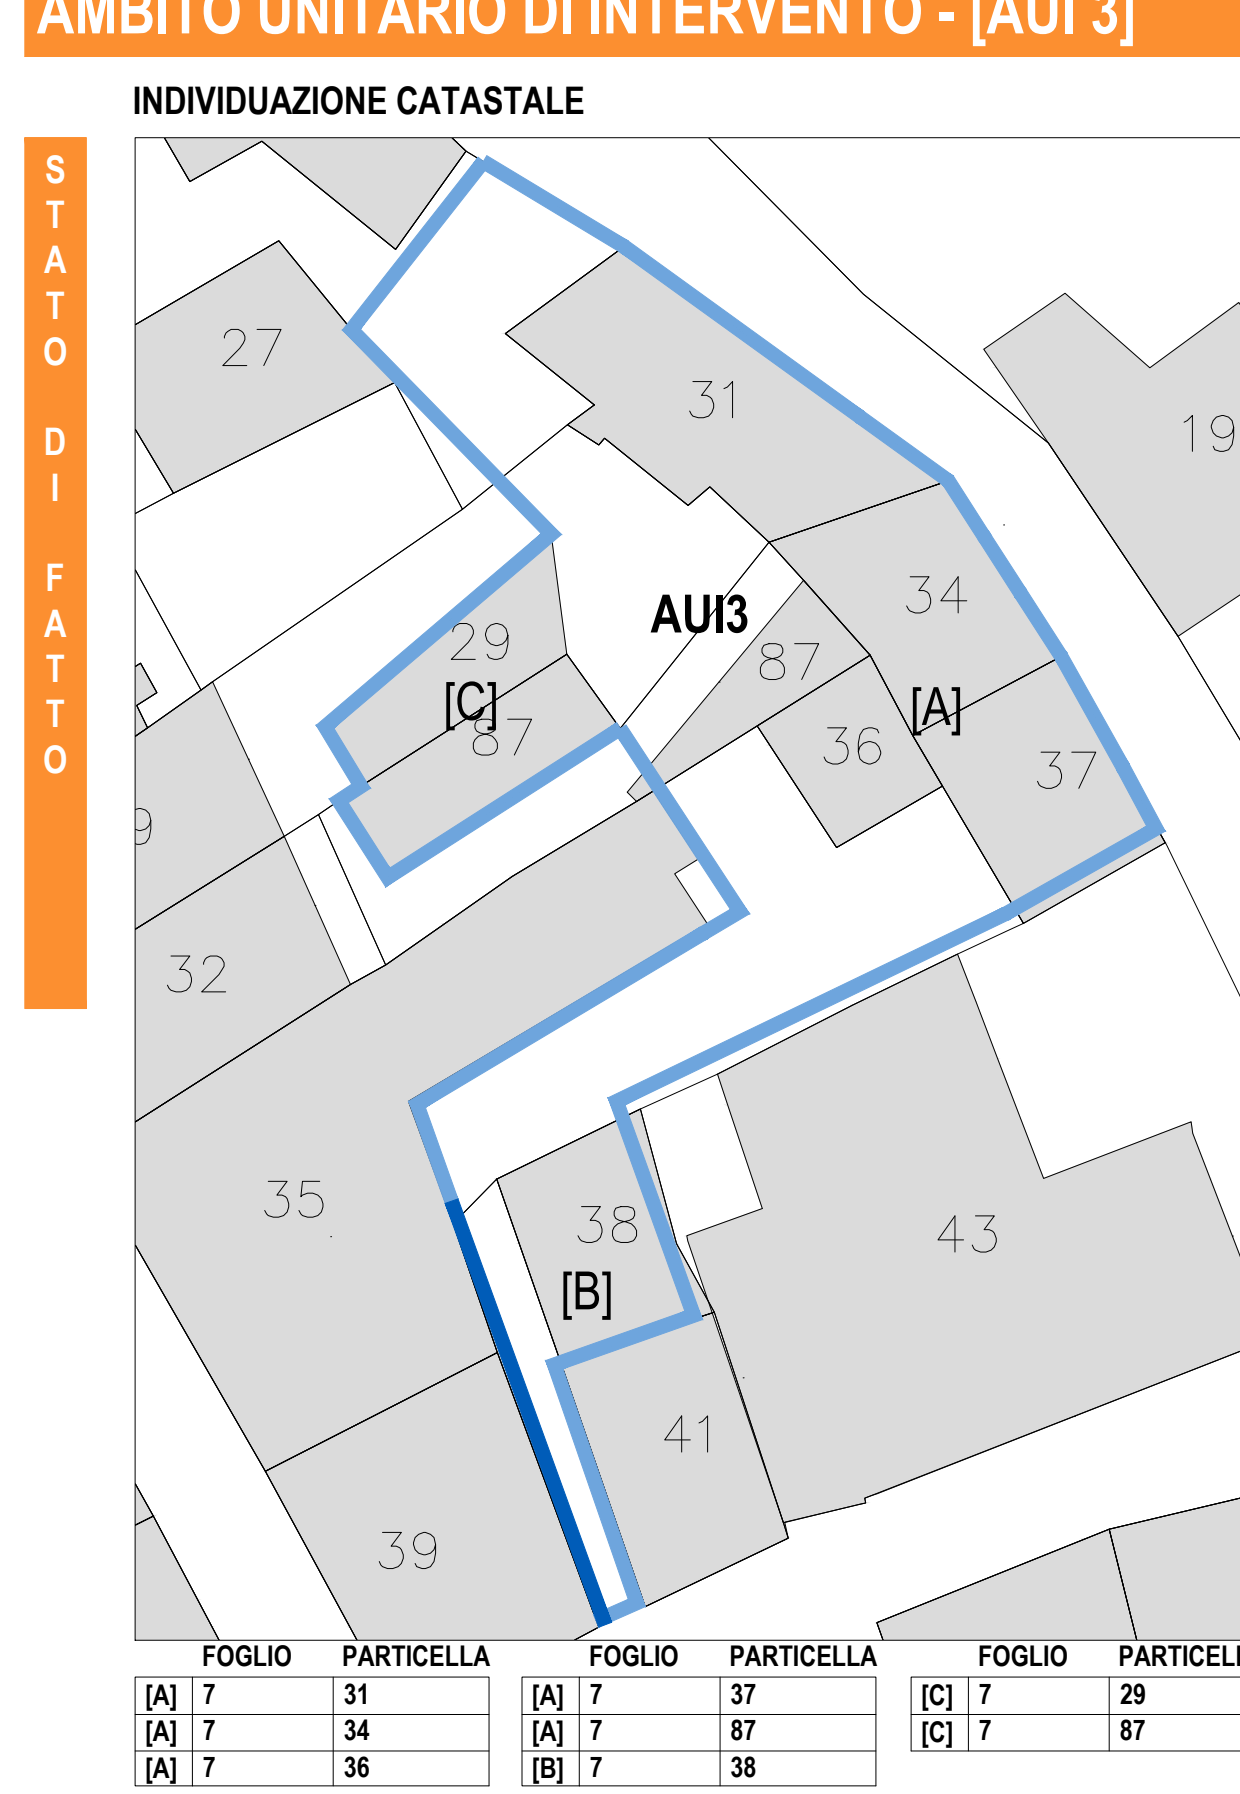 AMBITO UNITARIO DI INTERVENTO - [AUI 3]
INDIVIDUAZIONE CATASTALE
STATO DI FATTO
27
31
19
34
AUI3
29
87
[C]
[A]
87
36
37
9
32
35
38
43
[B]
41
39
FOGLIO PARTICELLA
[A] 7 31
[A] 7 34
[A] 7 36
FOGLIO PARTICELLA
[A] 7 37
[A] 7 87
[B] 7 38
FOGLIO PARTICELL
[C] 7 29
[C] 7 87